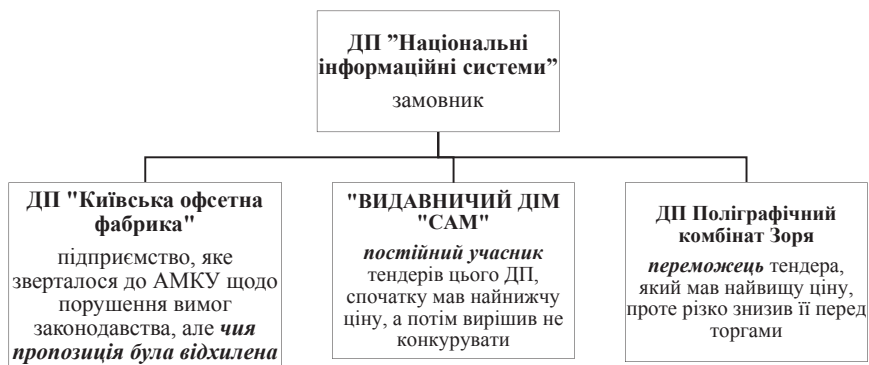 ДП ”Національні
інформаційні системи”
замовник
ДП "Київська офсетна
фабрика"
підприємство, яке
зверталося до АМКУ щодо
порушення вимог
законодавства, але чия
пропозиція була відхилена
"ВИДАВНИЧИЙ ДІМ
"САМ"
постійний учасник
тендерів цього ДП,
спочатку мав найнижчу
ціну, а потім вирішив не
конкурувати
ДП Поліграфічний
комбінат Зоря
переможець тендера,
який мав найвищу ціну,
проте різко знизив її перед
торгами